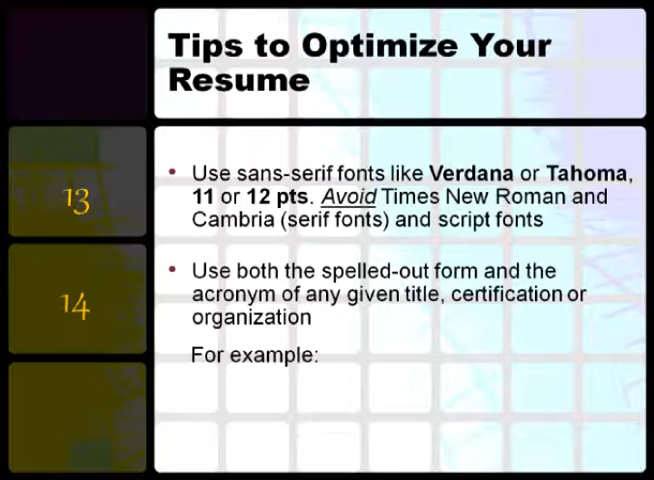 Tips to Optimize Your
Resume
13
• Use sans-serif fonts like Verdana or Tahoma,
11 or 12 pts. Avoid Times New Roman and
Cambria (serif fonts) and script fonts
14
• Use both the spelled-out form and the
acronym of any given title, certification or
organization
For example: